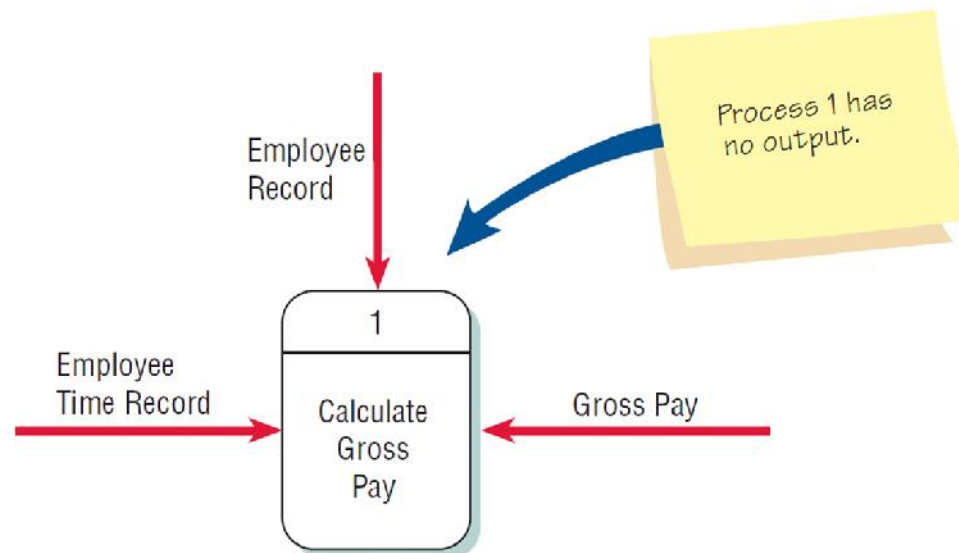 Process 1 has
no output.
Employee
Record
1
Employee
Time Record
Calculate
Gross
Pay
Gross Pay